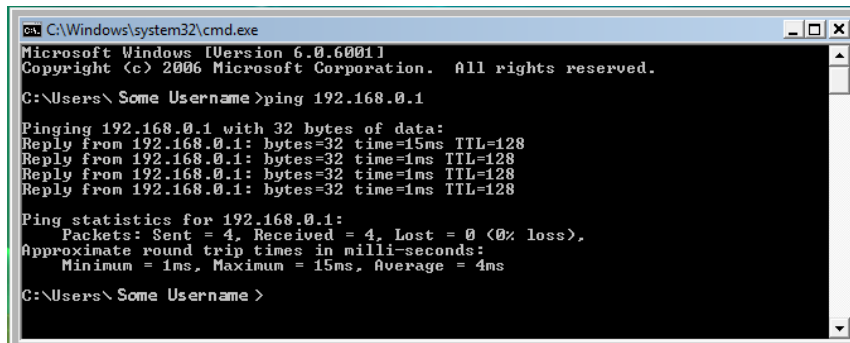 C:\Windows\system32\cmd.exe
Microsoft Windows [Version 6.0.6001]
Copyright (c) 2006 Microsoft Corporation.  All rights reserved.
C:\Users\ Some Username >ping 192.168.0.1
Pinging 192.168.0.1 with 32 bytes of data:
Reply from 192.168.0.1: bytes=32 time=15ms TTL=128
Reply from 192.168.0.1: bytes=32 time=1ms TTL=128
Reply from 192.168.0.1: bytes=32 time=1ms TTL=128
Reply from 192.168.0.1: bytes=32 time=1ms TTL=128
Ping statistics for 192.168.0.1:
    Packets: Sent = 4, Received = 4, Lost = 0 (0% loss),
Approximate round trip times in milli-seconds:
    Minimum = 1ms, Maximum = 15ms, Average = 4ms
C:\Users\ Some Username >